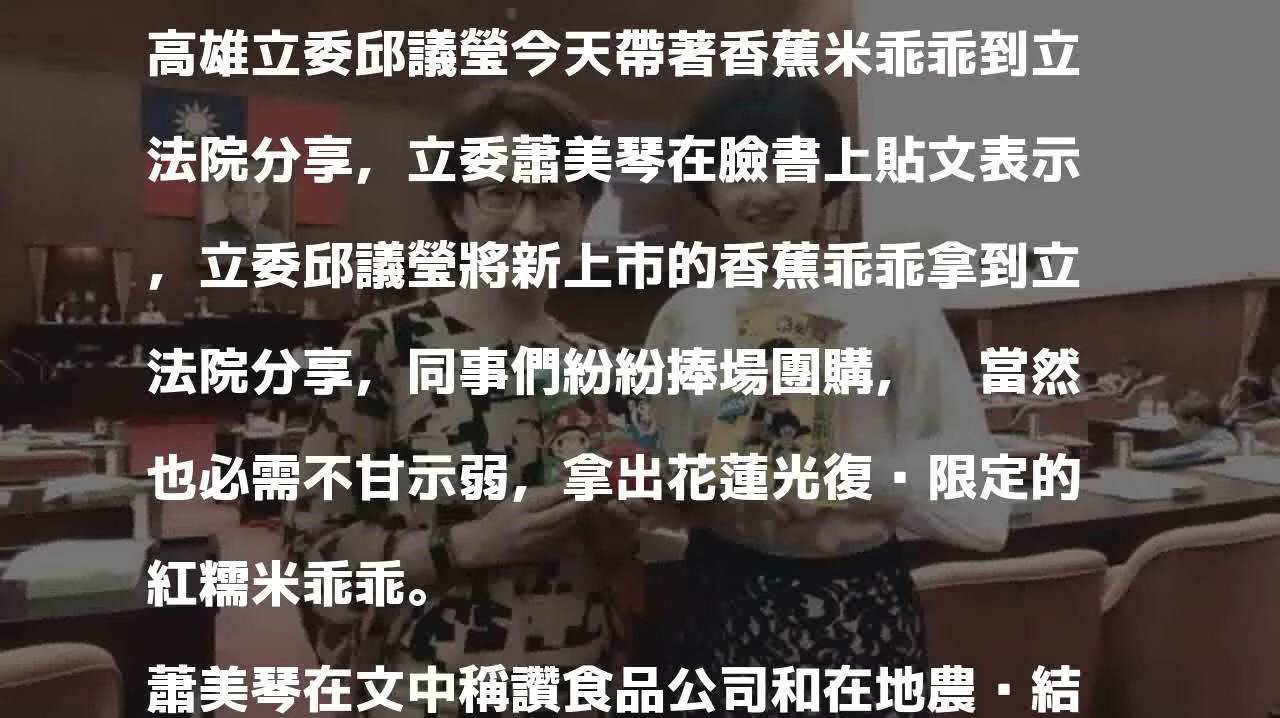 高雄立委邱議瑩今天帶著香蕉米乖乖到立
法院分享，立委蕭美琴在臉書上貼文表示
，立委邱議瑩將新上市的香蕉乖乖拿到立
法院分享，同事們紛紛捧場團購，　當然
也必需不甘示弱，拿出花蓮光復·限定的
紅糯米乖乖。
蕭美琴在文中稱讚食品公司和在地農·結